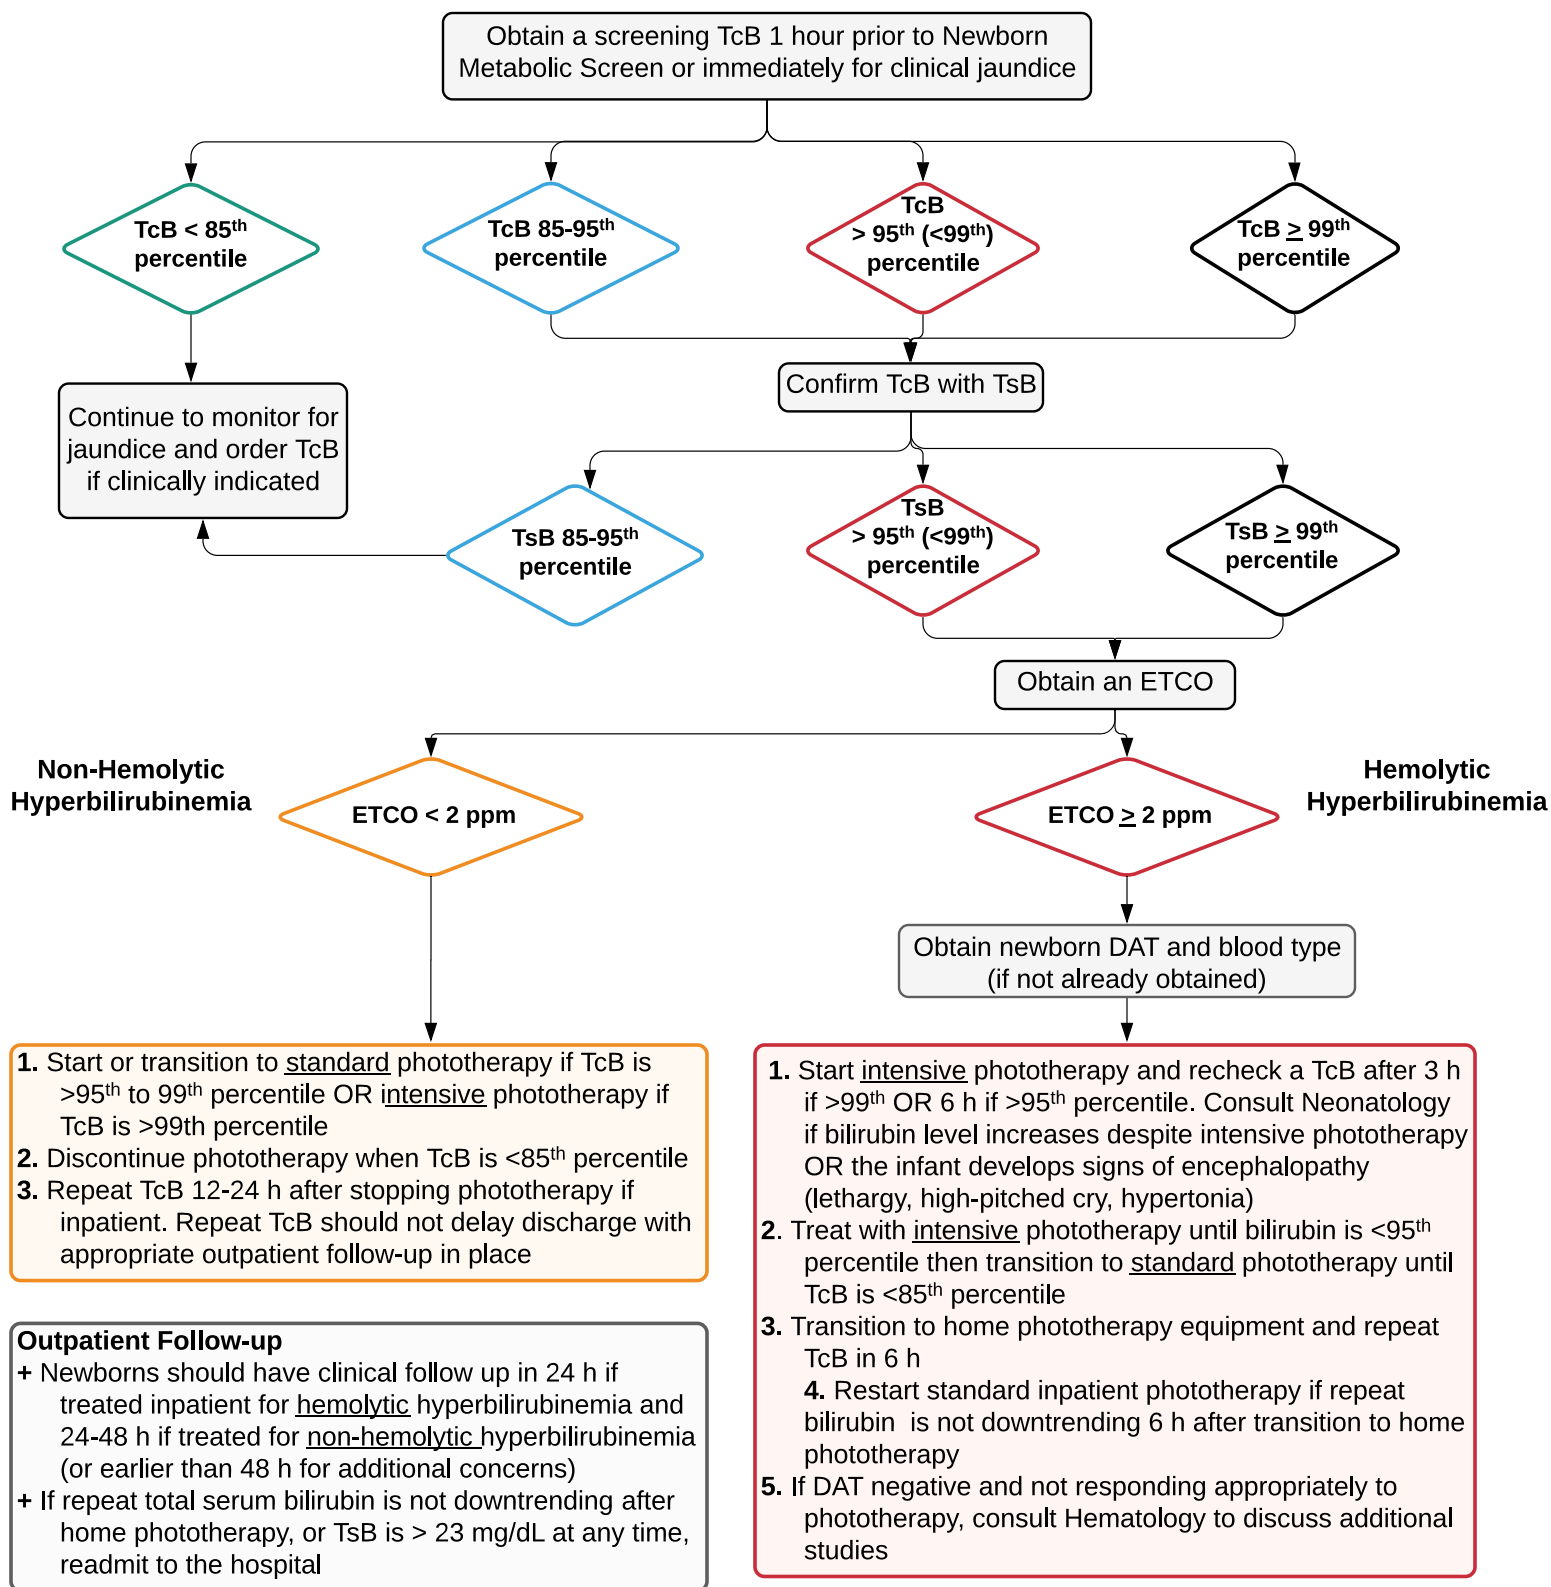 Obtain a screening TcB 1 hour prior to Newborn
Metabolic Screen or immediately for clinical jaundice
TcB < 85th
percentile
TcB 85-95th
percentile
TcB
> 95th (<99th)
percentile
TcB ≥ 99th
percentile
Confirm TcB with TsB
Continue to monitor for
jaundice and order TcB
if clinically indicated
TsB 85-95th
percentile
TsB
> 95th (<99th)
percentile
TsB ≥ 99th
percentile
Obtain an ETCO
Non-Hemolytic
Hyperbilirubinemia
ETCO < 2 ppm
ETCO ≥ 2 ppm
Hemolytic
Hyperbilirubinemia
Obtain newborn DAT and blood type
(if not already obtained)
1. Start or transition to standard phototherapy if TcB is
>95th to 99th percentile OR intensive phototherapy if
TcB is >99th percentile
2. Discontinue phototherapy when TcB is <85th percentile
3. Repeat TcB 12-24 h after stopping phototherapy if
inpatient. Repeat TcB should not delay discharge with
appropriate outpatient follow-up in place
1. Start intensive phototherapy and recheck a TcB after 3 h
if >99th OR 6 h if >95th percentile. Consult Neonatology
if bilirubin level increases despite intensive phototherapy
OR the infant develops signs of encephalopathy
(lethargy, high-pitched cry, hypertonia)
2. Treat with intensive phototherapy until bilirubin is <95th
percentile then transition to standard phototherapy until
TcB is <85th percentile
3. Transition to home phototherapy equipment and repeat
TcB in 6 h
4. Restart standard inpatient phototherapy if repeat
bilirubin is not downtrending 6 h after transition to home
phototherapy
5. If DAT negative and not responding appropriately to
phototherapy, consult Hematology to discuss additional
studies
Outpatient Follow-up
+ Newborns should have clinical follow up in 24 h if
treated inpatient for hemolytic hyperbilirubinemia and
24-48 h if treated for non-hemolytic hyperbilirubinemia
(or earlier than 48 h for additional concerns)
+ If repeat total serum bilirubin is not downtrending after
home phototherapy, or TsB is > 23 mg/dL at any time,
readmit to the hospital